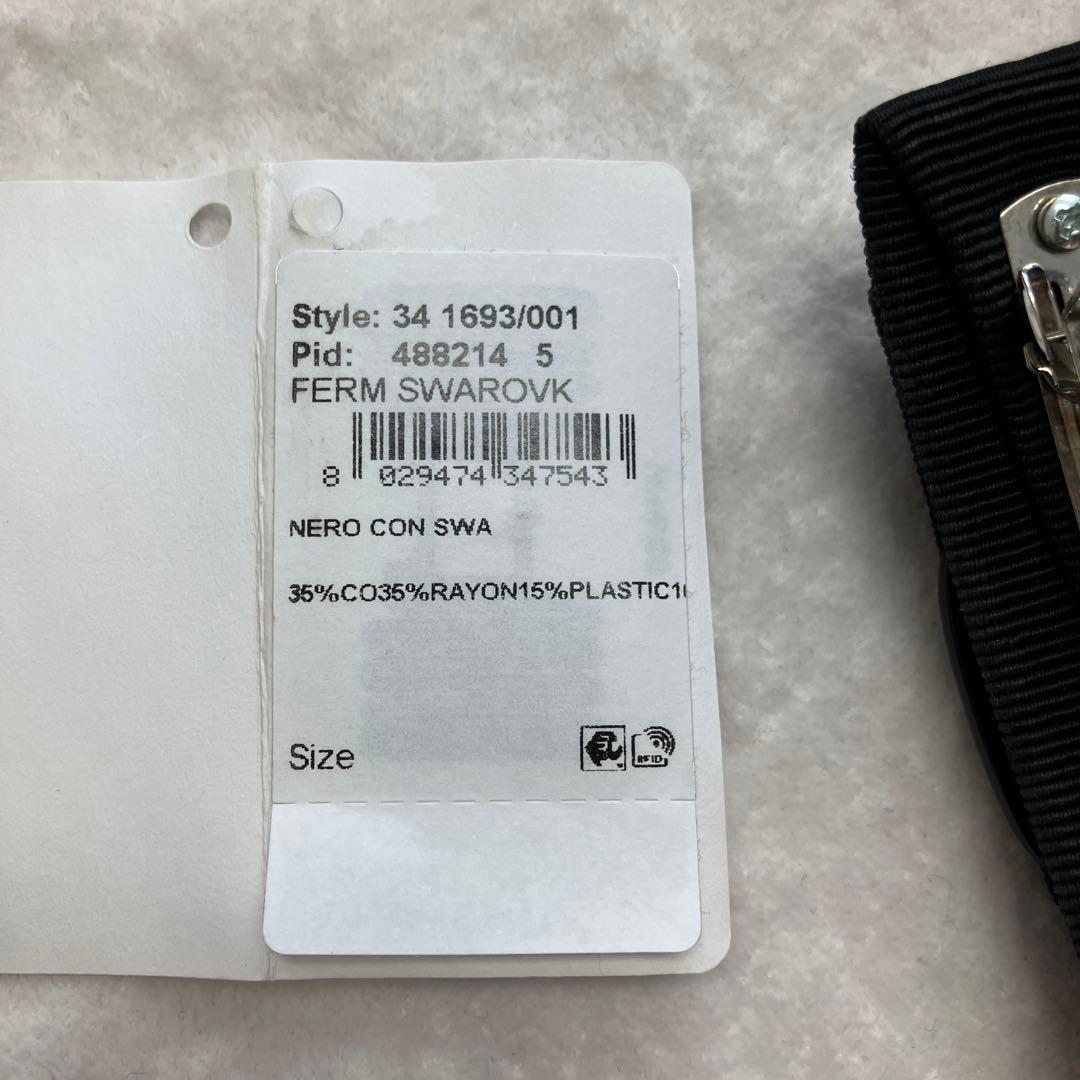 Style: 34 1693/001
Pid: 488214 5
FERM SWAROVK
8 029474 347543
NERO CON SWA
35%CO35%RAYON15%PLASTIC1
Size
RFID